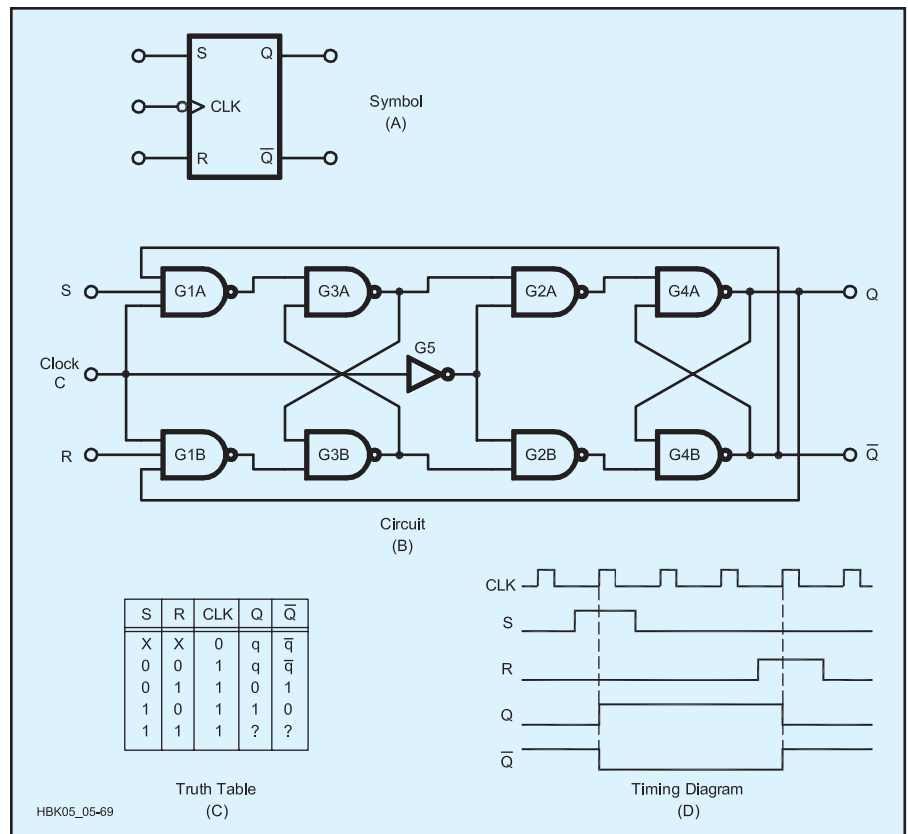 S Q
CLK
R Q̅
Symbol
(A)
S G1A G3A G2A G4A Q
Clock
C
G5
R G1B G3B G2B G4B Q̅
Circuit
(B)
S R CLK Q Q̅
X X 0 q q̅
0 0 1 q q̅
0 1 1 0 1
1 0 1 1 0
1 1 1 ? ?
Truth Table
(C)
CLK
S
R
Q
Q̅
Timing Diagram
(D)
HBK05_05-69